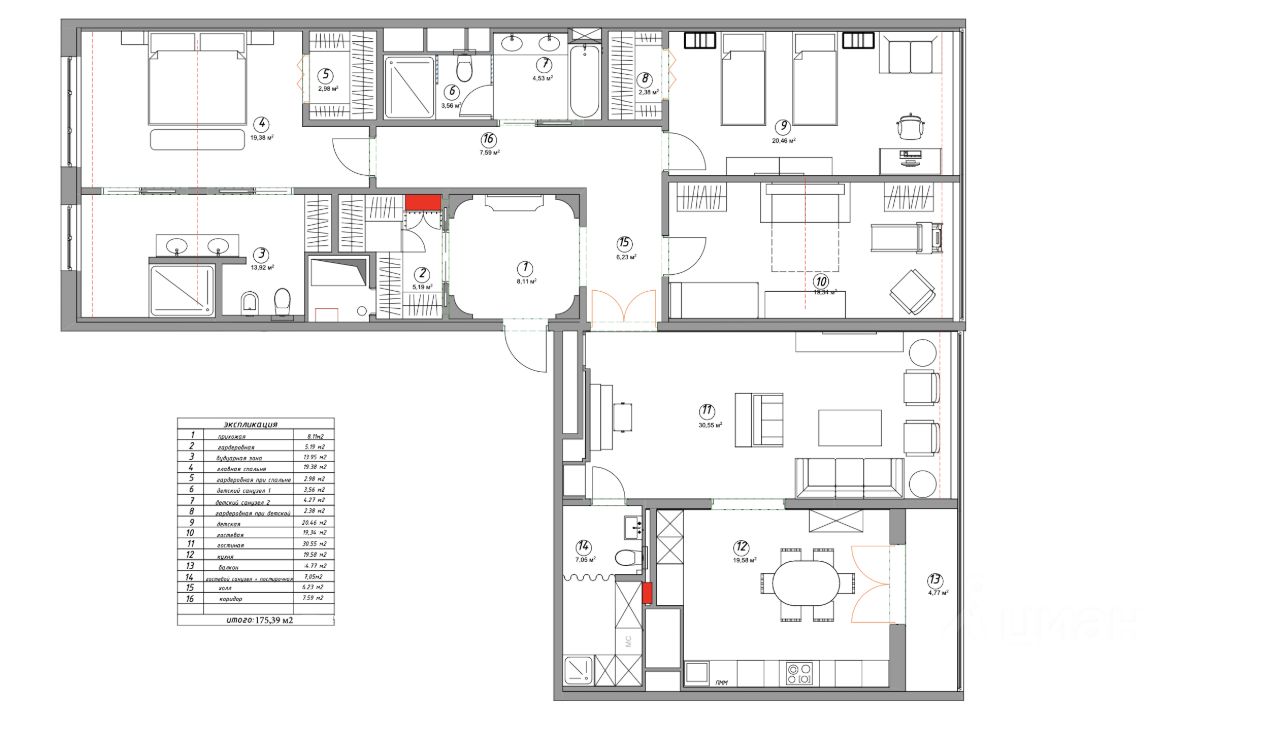 5
2,98 м²
7
4,53 м²
6
3,56 м²
8
2,38 м²
4
19,38 м²
16
7,59 м²
9
20,46 м²
3
13,92 м²
2
5,19 м²
1
8,11 м²
15
6,23 м²
10
19,34 м²
11
30,55 м²
экспликация
1 прихожая 8.11м2
2 гардеробная 5.19 м2
3 будуарная зона 13.95 м2
4 главная спальня 19.38 м2
5 гардеробная при спальне 2.98 м2
6 детский санузел 1 3,56 м2
7 детский санузел 2 4.27 м2
8 гардеробная при детской 2.38 м2
9 детская 20.46 м2
10 гостевая 19,34 м2
11 гостиная 30.55 м2
12 кухня 19.58 м2
13 балкон 4.77 м2
14 гостевой санузел + постирочная 7,05м2
15 холл 6.23 м2
16 коридор 7.59 м2
итого: 175,39 м2
14
7,05 м²
12
19,58 м²
13
4,77 м²
МС
ПММ
циан